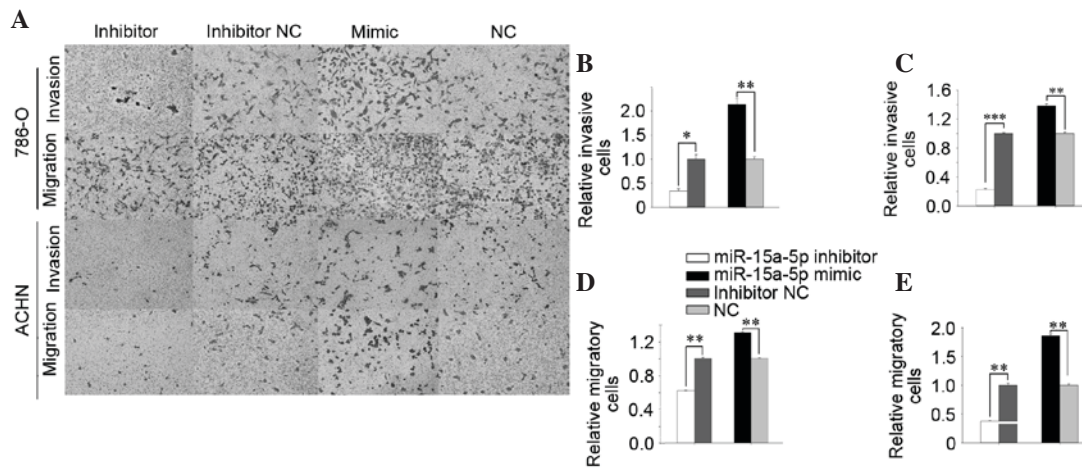 A
Inhibitor Inhibitor NC Mimic NC
786-O
Invasion
Migration
ACHN
Invasion
Migration
B
Relative invasive
cells
2.0
1.5
1.0
0.5
0
*
**
C
Relative invasive
cells
1.6
1.2
0.8
0.4
0.0
***
**
miR-15a-5p inhibitor
miR-15a-5p mimic
Inhibitor NC
NC
D
Relative migratory
cells
1.6
1.2
0.8
0.4
0.0
**
**
E
Relative migratory
cells
2.0
1.5
1.0
0.5
0
**
**